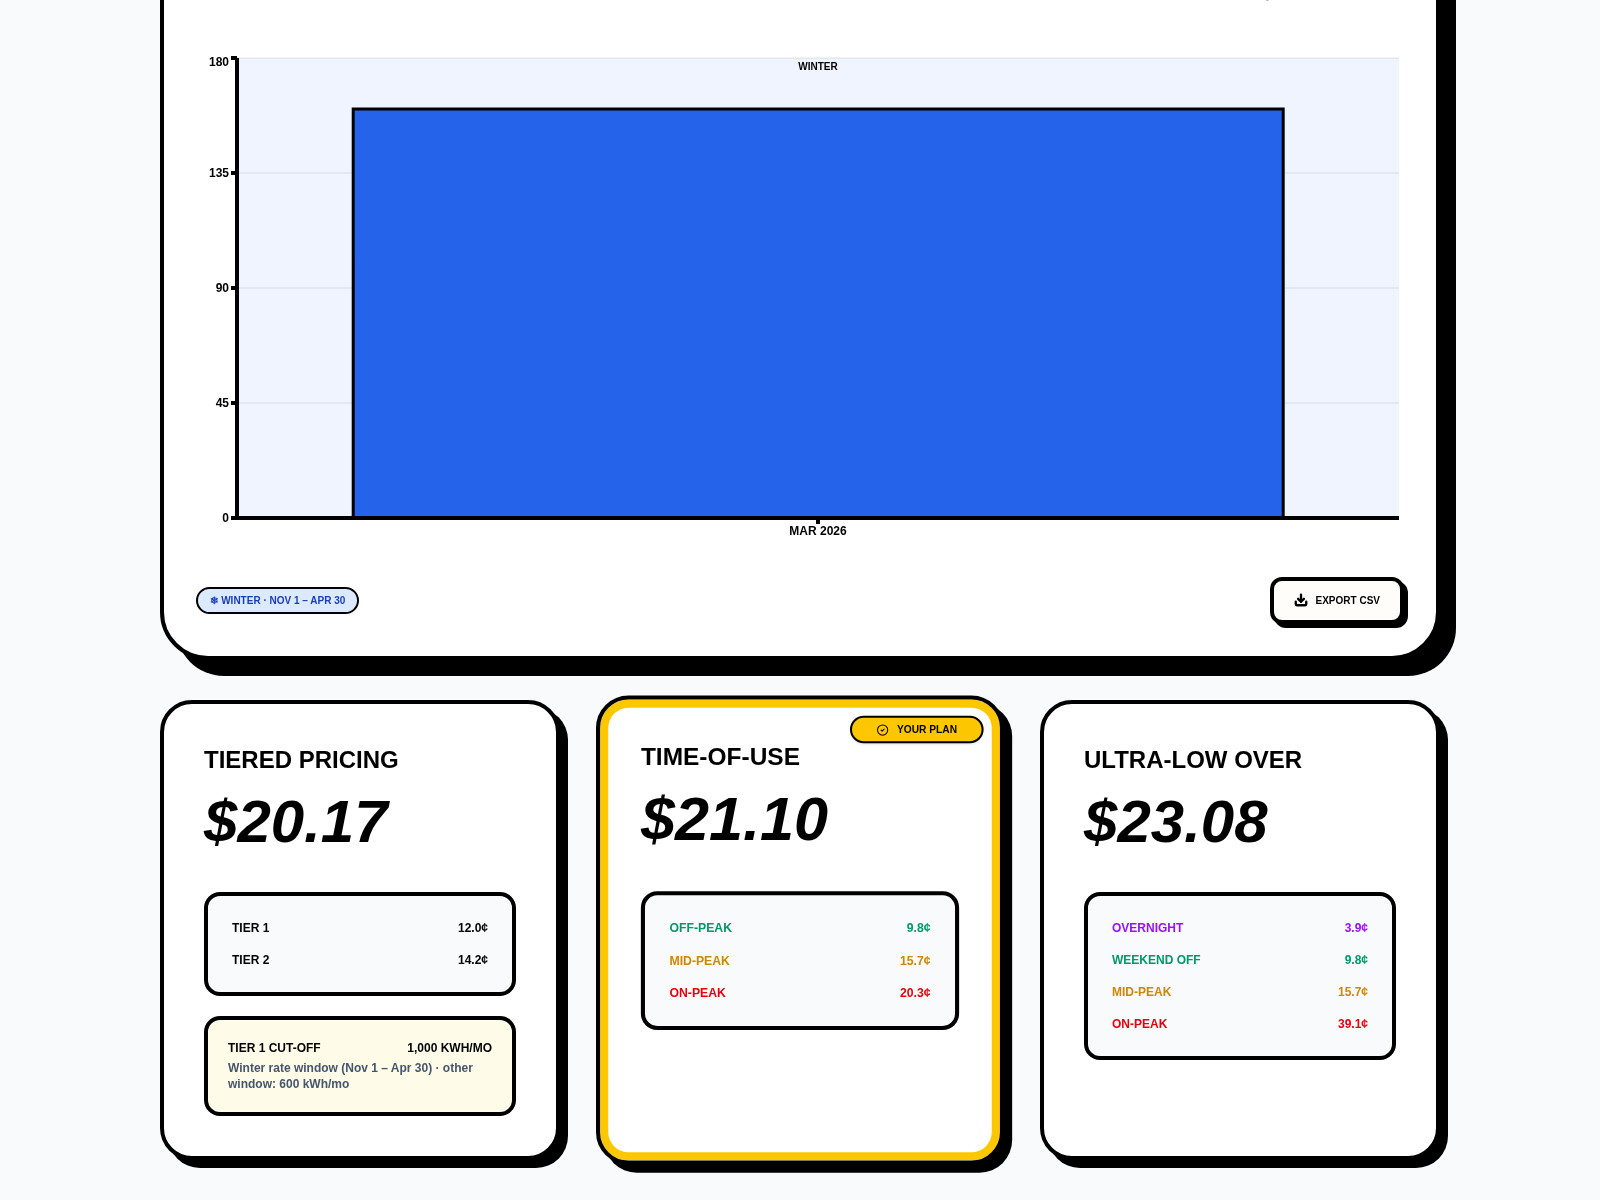 180
WINTER
135
90
45
0
MAR 2026
❄ WINTER · NOV 1 – APR 30
EXPORT CSV
TIERED PRICING
$20.17
TIER 1 12.0¢
TIER 2 14.2¢
TIER 1 CUT-OFF 1,000 KWH/MO
Winter rate window (Nov 1 – Apr 30) · other
window: 600 kWh/mo
YOUR PLAN
TIME-OF-USE
$21.10
OFF-PEAK 9.8¢
MID-PEAK 15.7¢
ON-PEAK 20.3¢
ULTRA-LOW OVER
$23.08
OVERNIGHT 3.9¢
WEEKEND OFF 9.8¢
MID-PEAK 15.7¢
ON-PEAK 39.1¢